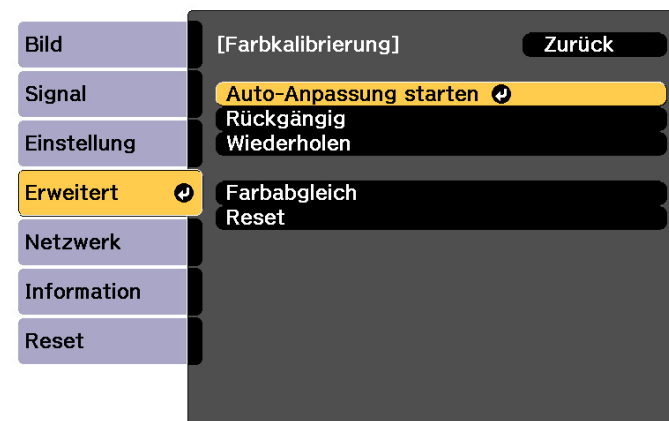 Bild
Signal
Einstellung
Erweitert
Netzwerk
Information
Reset
[Farbkalibrierung] Zurück
Auto-Anpassung starten
Rückgängig
Wiederholen
Farbabgleich
Reset